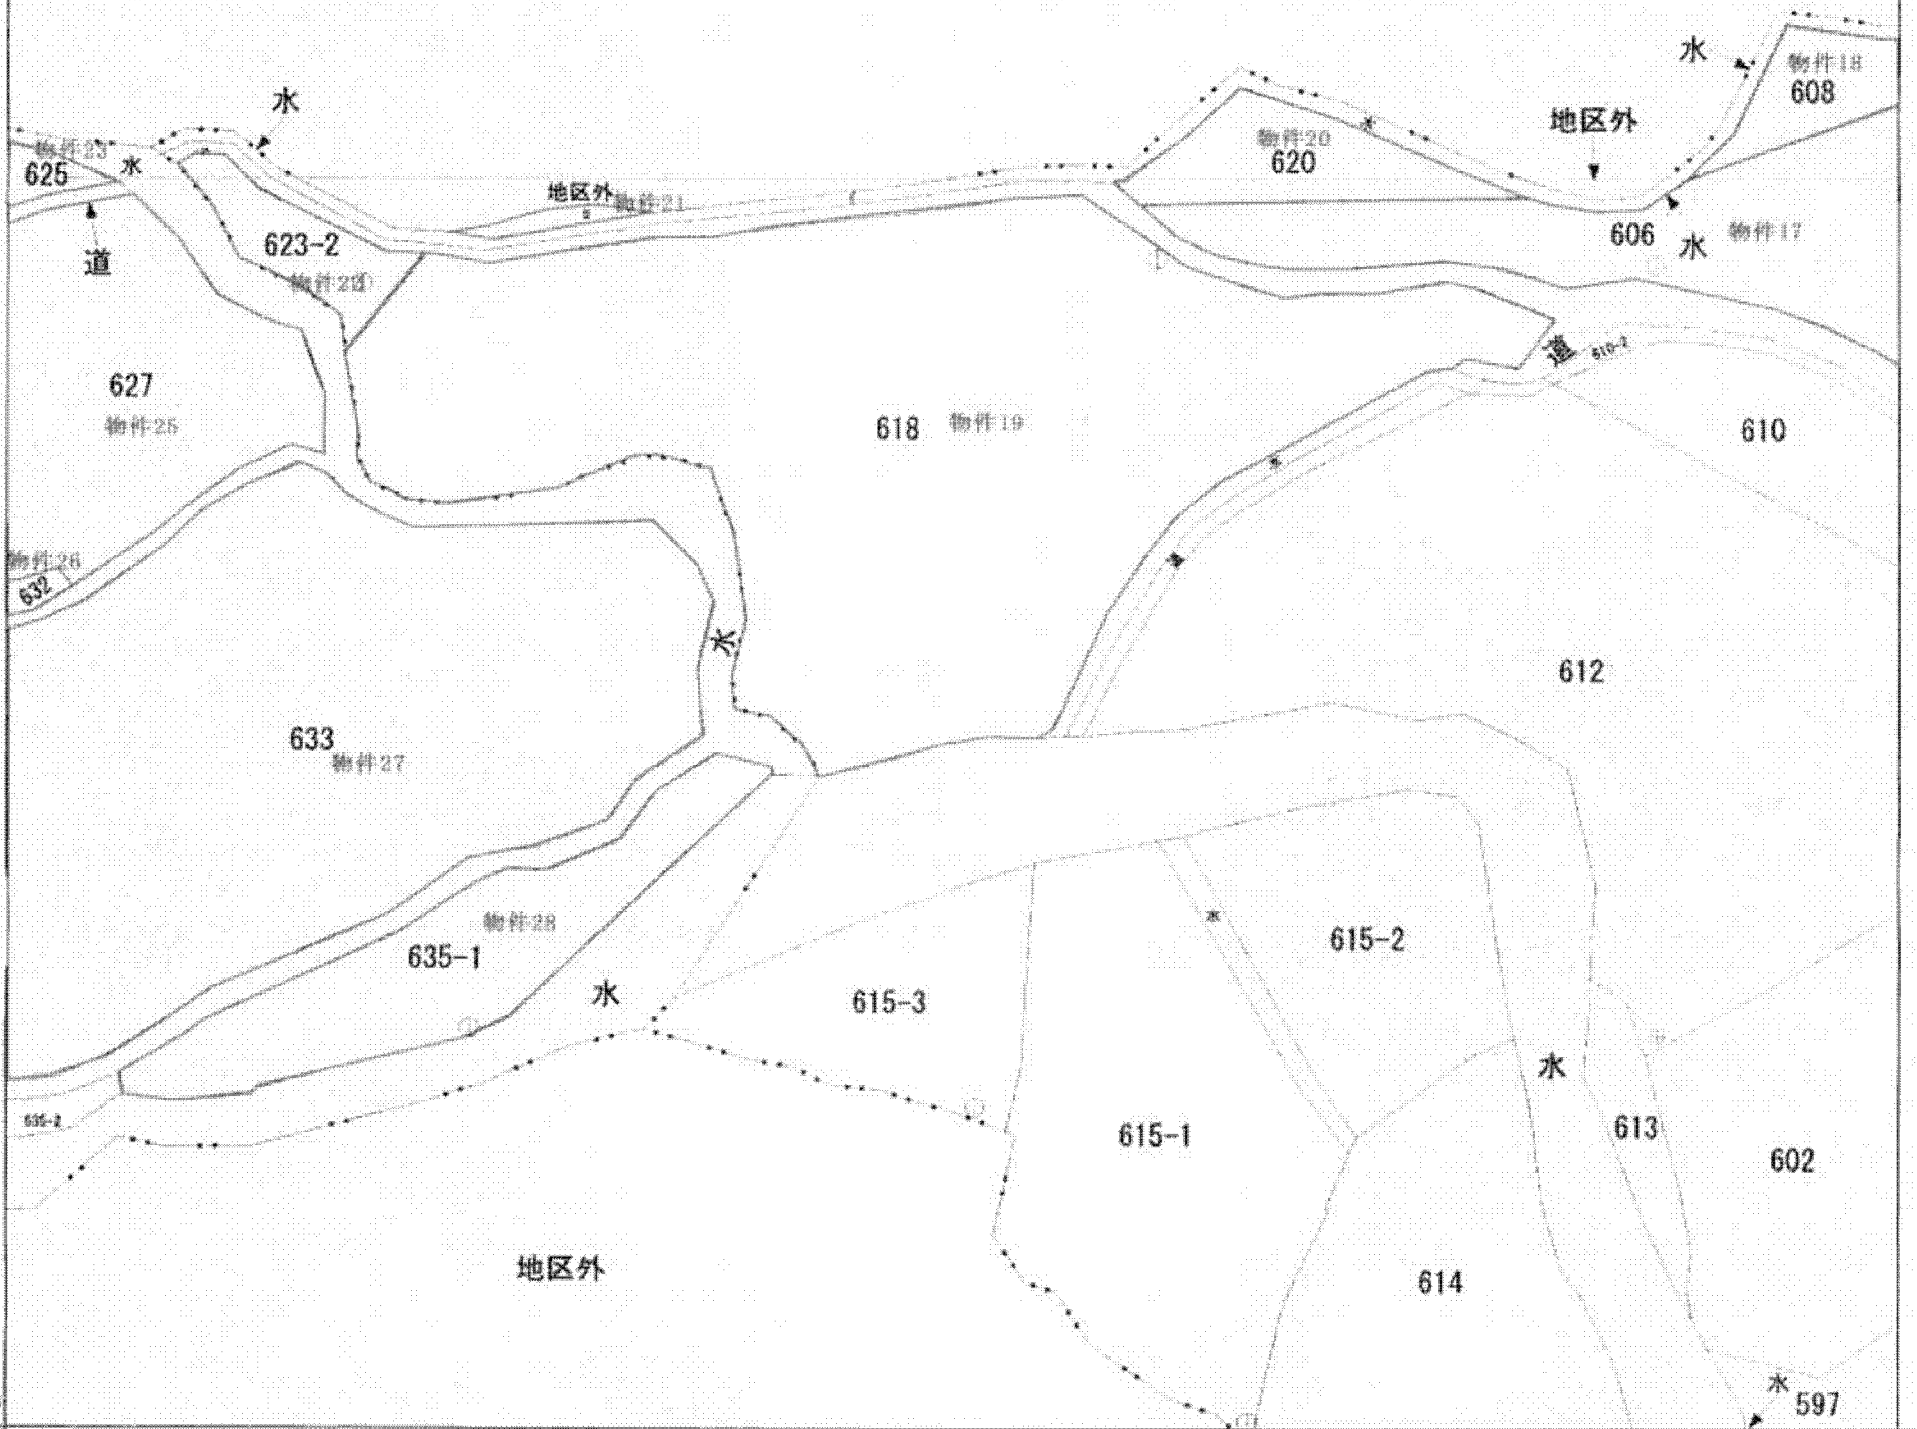 水
物件18
608
水
地区外
物件20
620
水
物件23
625
水
地区外
物件21
道
623-2
606
物件17
水
道
610-2
627
物件25
618
物件19
610
水
物件26
632
道
水
612
633
物件27
物件28
635-1
水
615-3
水
615-2
635-2
水
615-1
613
602
地区外
614
水
597